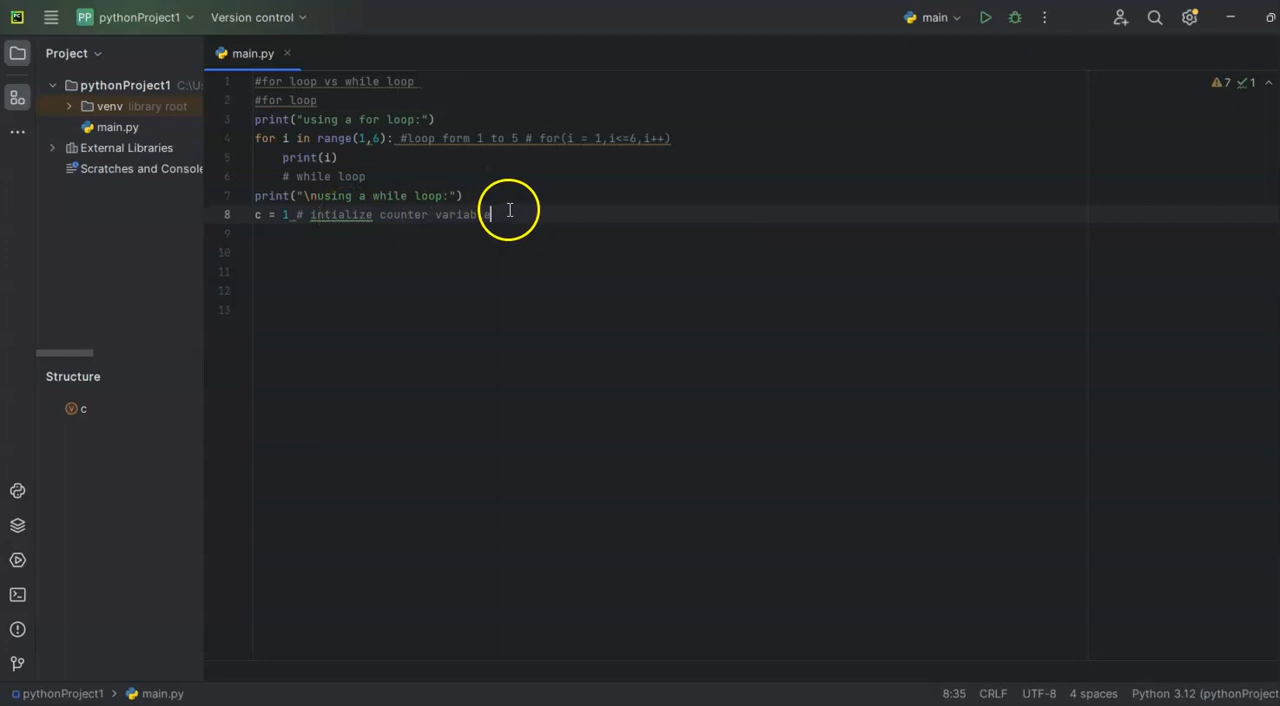 PP pythonProject1 Version control main
Project main.py
pythonProject1 C:\Us
venv library root
main.py
External Libraries
Scratches and Console
1 #for loop vs while loop 7 1
2 #for loop
3 print("using a for loop:")
4 for i in range(1,6): #loop form 1 to 5 # for(i = 1,i<=6,i++)
5 print(i)
6 # while loop
7 print("\nusing a while loop:")
8 c = 1 # intialize counter variable
9
10
11
12
13
Structure
c
pythonProject1 > main.py 8:35 CRLF UTF-8 4 spaces Python 3.12 (pythonProject1